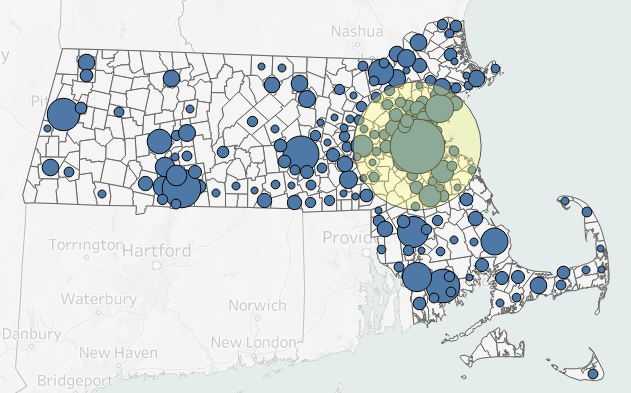 Nashua
y
Pi
Torrington
Hartford
Provid
Waterbury
Norwich
Danbury
New Haven
New London
Bridgeport